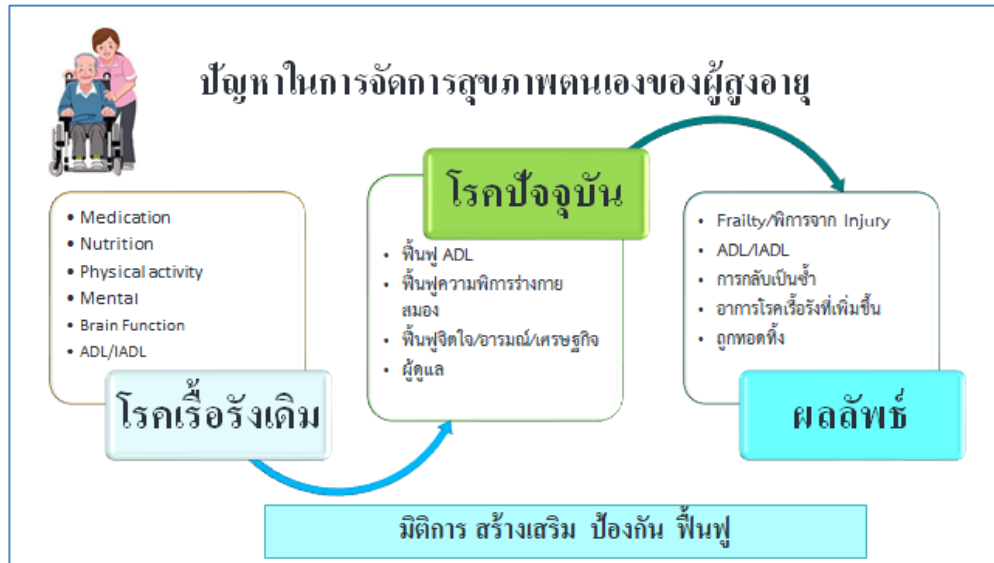 ปัญหาในการจัดการสุขภาพตนเองของผู้สูงอายุ
• Medication
• Nutrition
• Physical activity
• Mental
• Brain Function
• ADL/IADL
โรคเรื้อรังเดิม
โรคปัจจุบัน
• ฟื้นฟู ADL
• ฟื้นฟูความพิการร่างกาย
สมอง
• ฟื้นฟูจิตใจ/อารมณ์/เศรษฐกิจ
• ผู้ดูแล
• Frailty/พิการจาก Injury
• ADL/IADL
• การกลับเป็นซ้ำ
• อาการโรคเรื้อรังที่เพิ่มขึ้น
• ถูกทอดทิ้ง
ผลลัพธ์
มิติการ สร้างเสริม ป้องกัน ฟื้นฟู